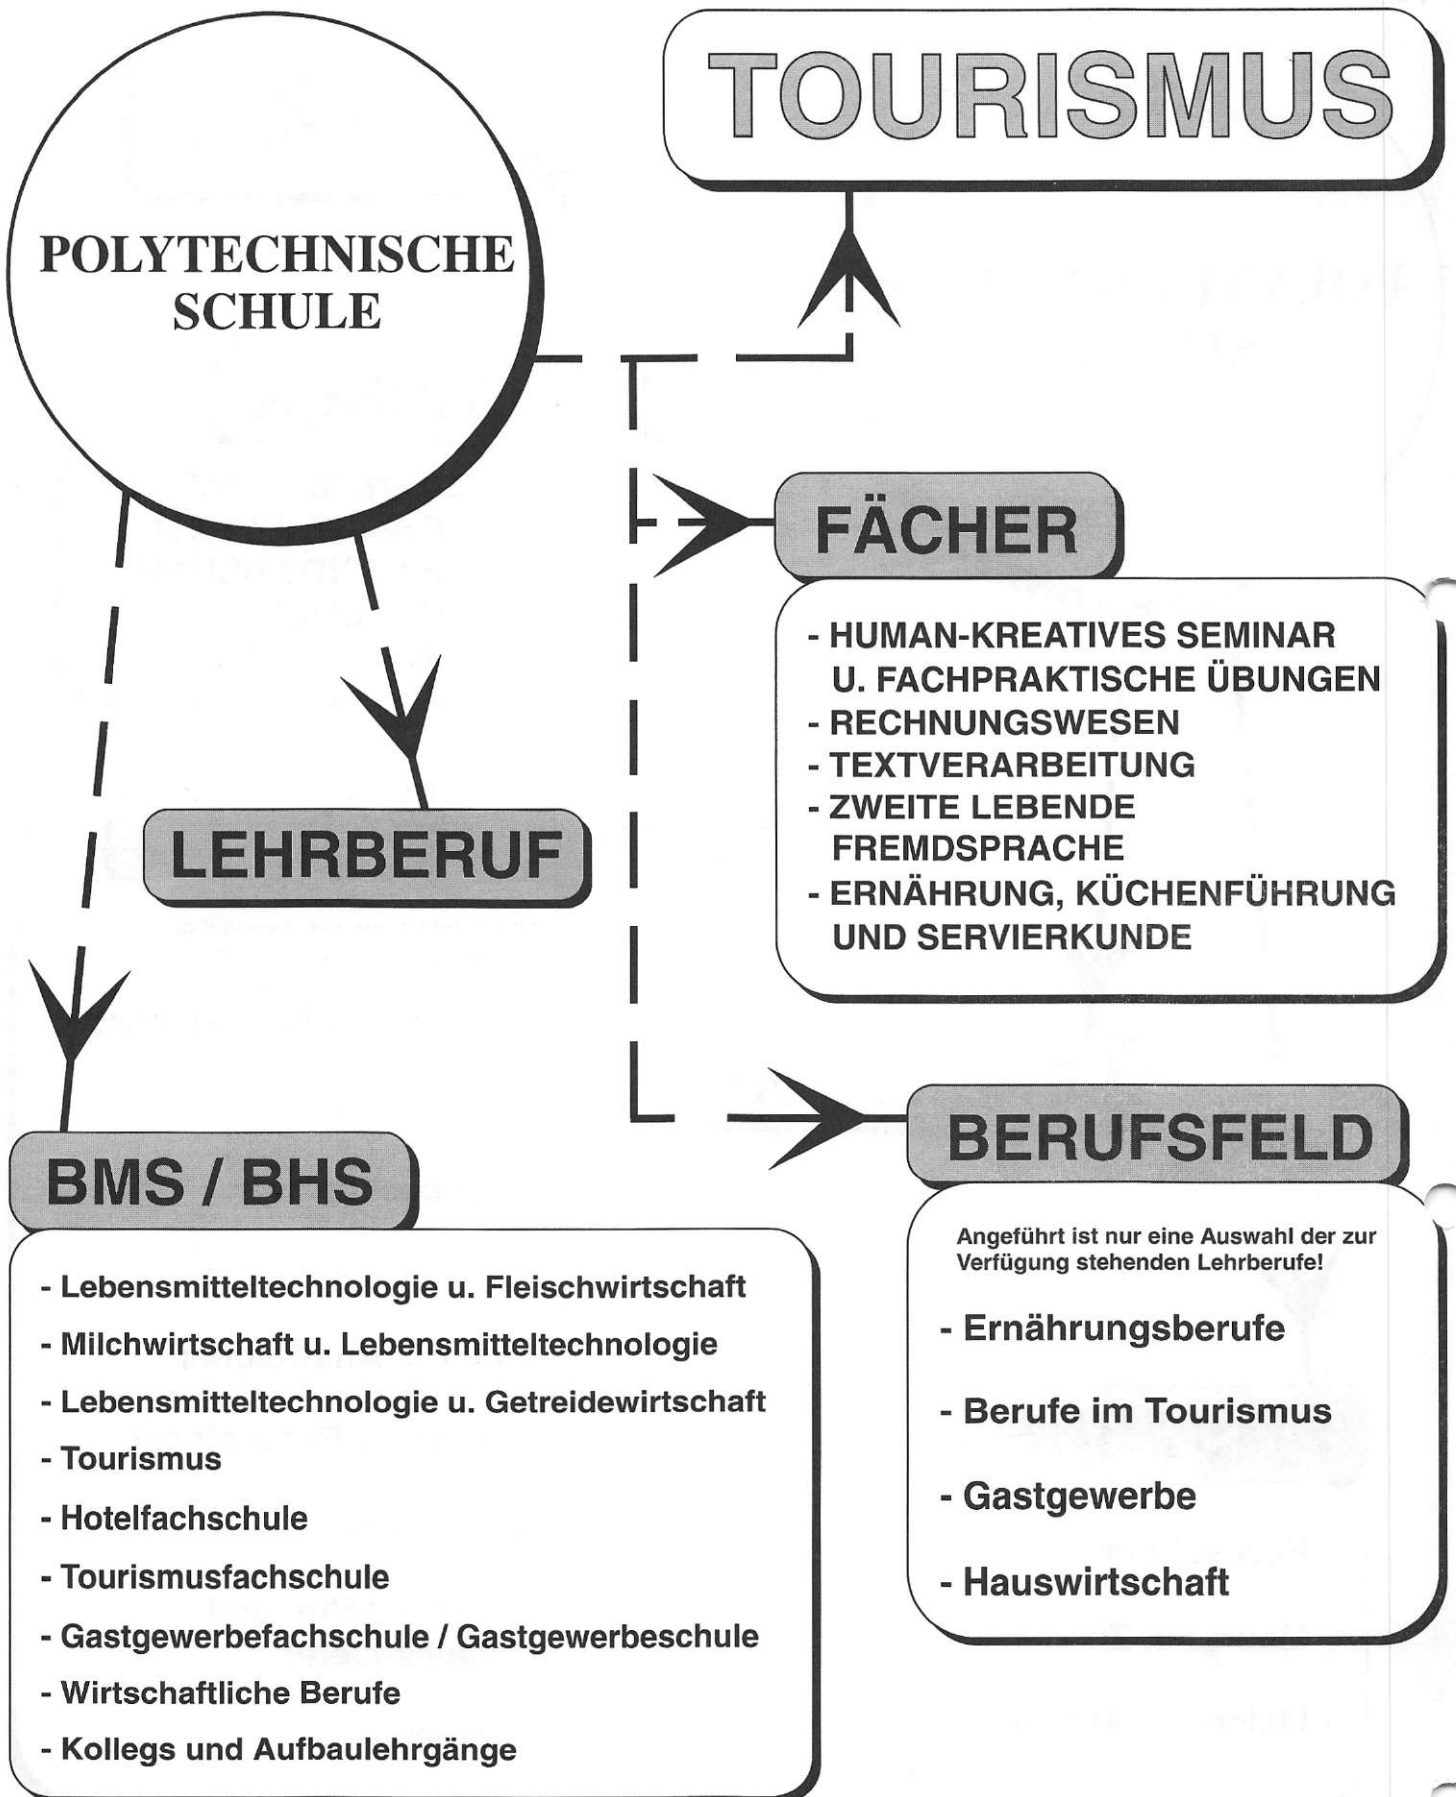 TOURISMUS
POLYTECHNISCHE
SCHULE
FÄCHER
- HUMAN-KREATIVES SEMINAR
U. FACHPRAKTISCHE ÜBUNGEN
- RECHNUNGSWESEN
- TEXTVERARBEITUNG
- ZWEITE LEBENDE
FREMDSPRACHE
- ERNÄHRUNG, KÜCHENFÜHRUNG
UND SERVIERKUNDE
LEHRBERUF
BMS / BHS
- Lebensmitteltechnologie u. Fleischwirtschaft
- Milchwirtschaft u. Lebensmitteltechnologie
- Lebensmitteltechnologie u. Getreidewirtschaft
- Tourismus
- Hotelfachschule
- Tourismusfachschule
- Gastgewerbefachschule / Gastgewerbeschule
- Wirtschaftliche Berufe
- Kollegs und Aufbaulehrgänge
BERUFSFELD
Angeführt ist nur eine Auswahl der zur
Verfügung stehenden Lehrberufe!
- Ernährungsberufe
- Berufe im Tourismus
- Gastgewerbe
- Hauswirtschaft